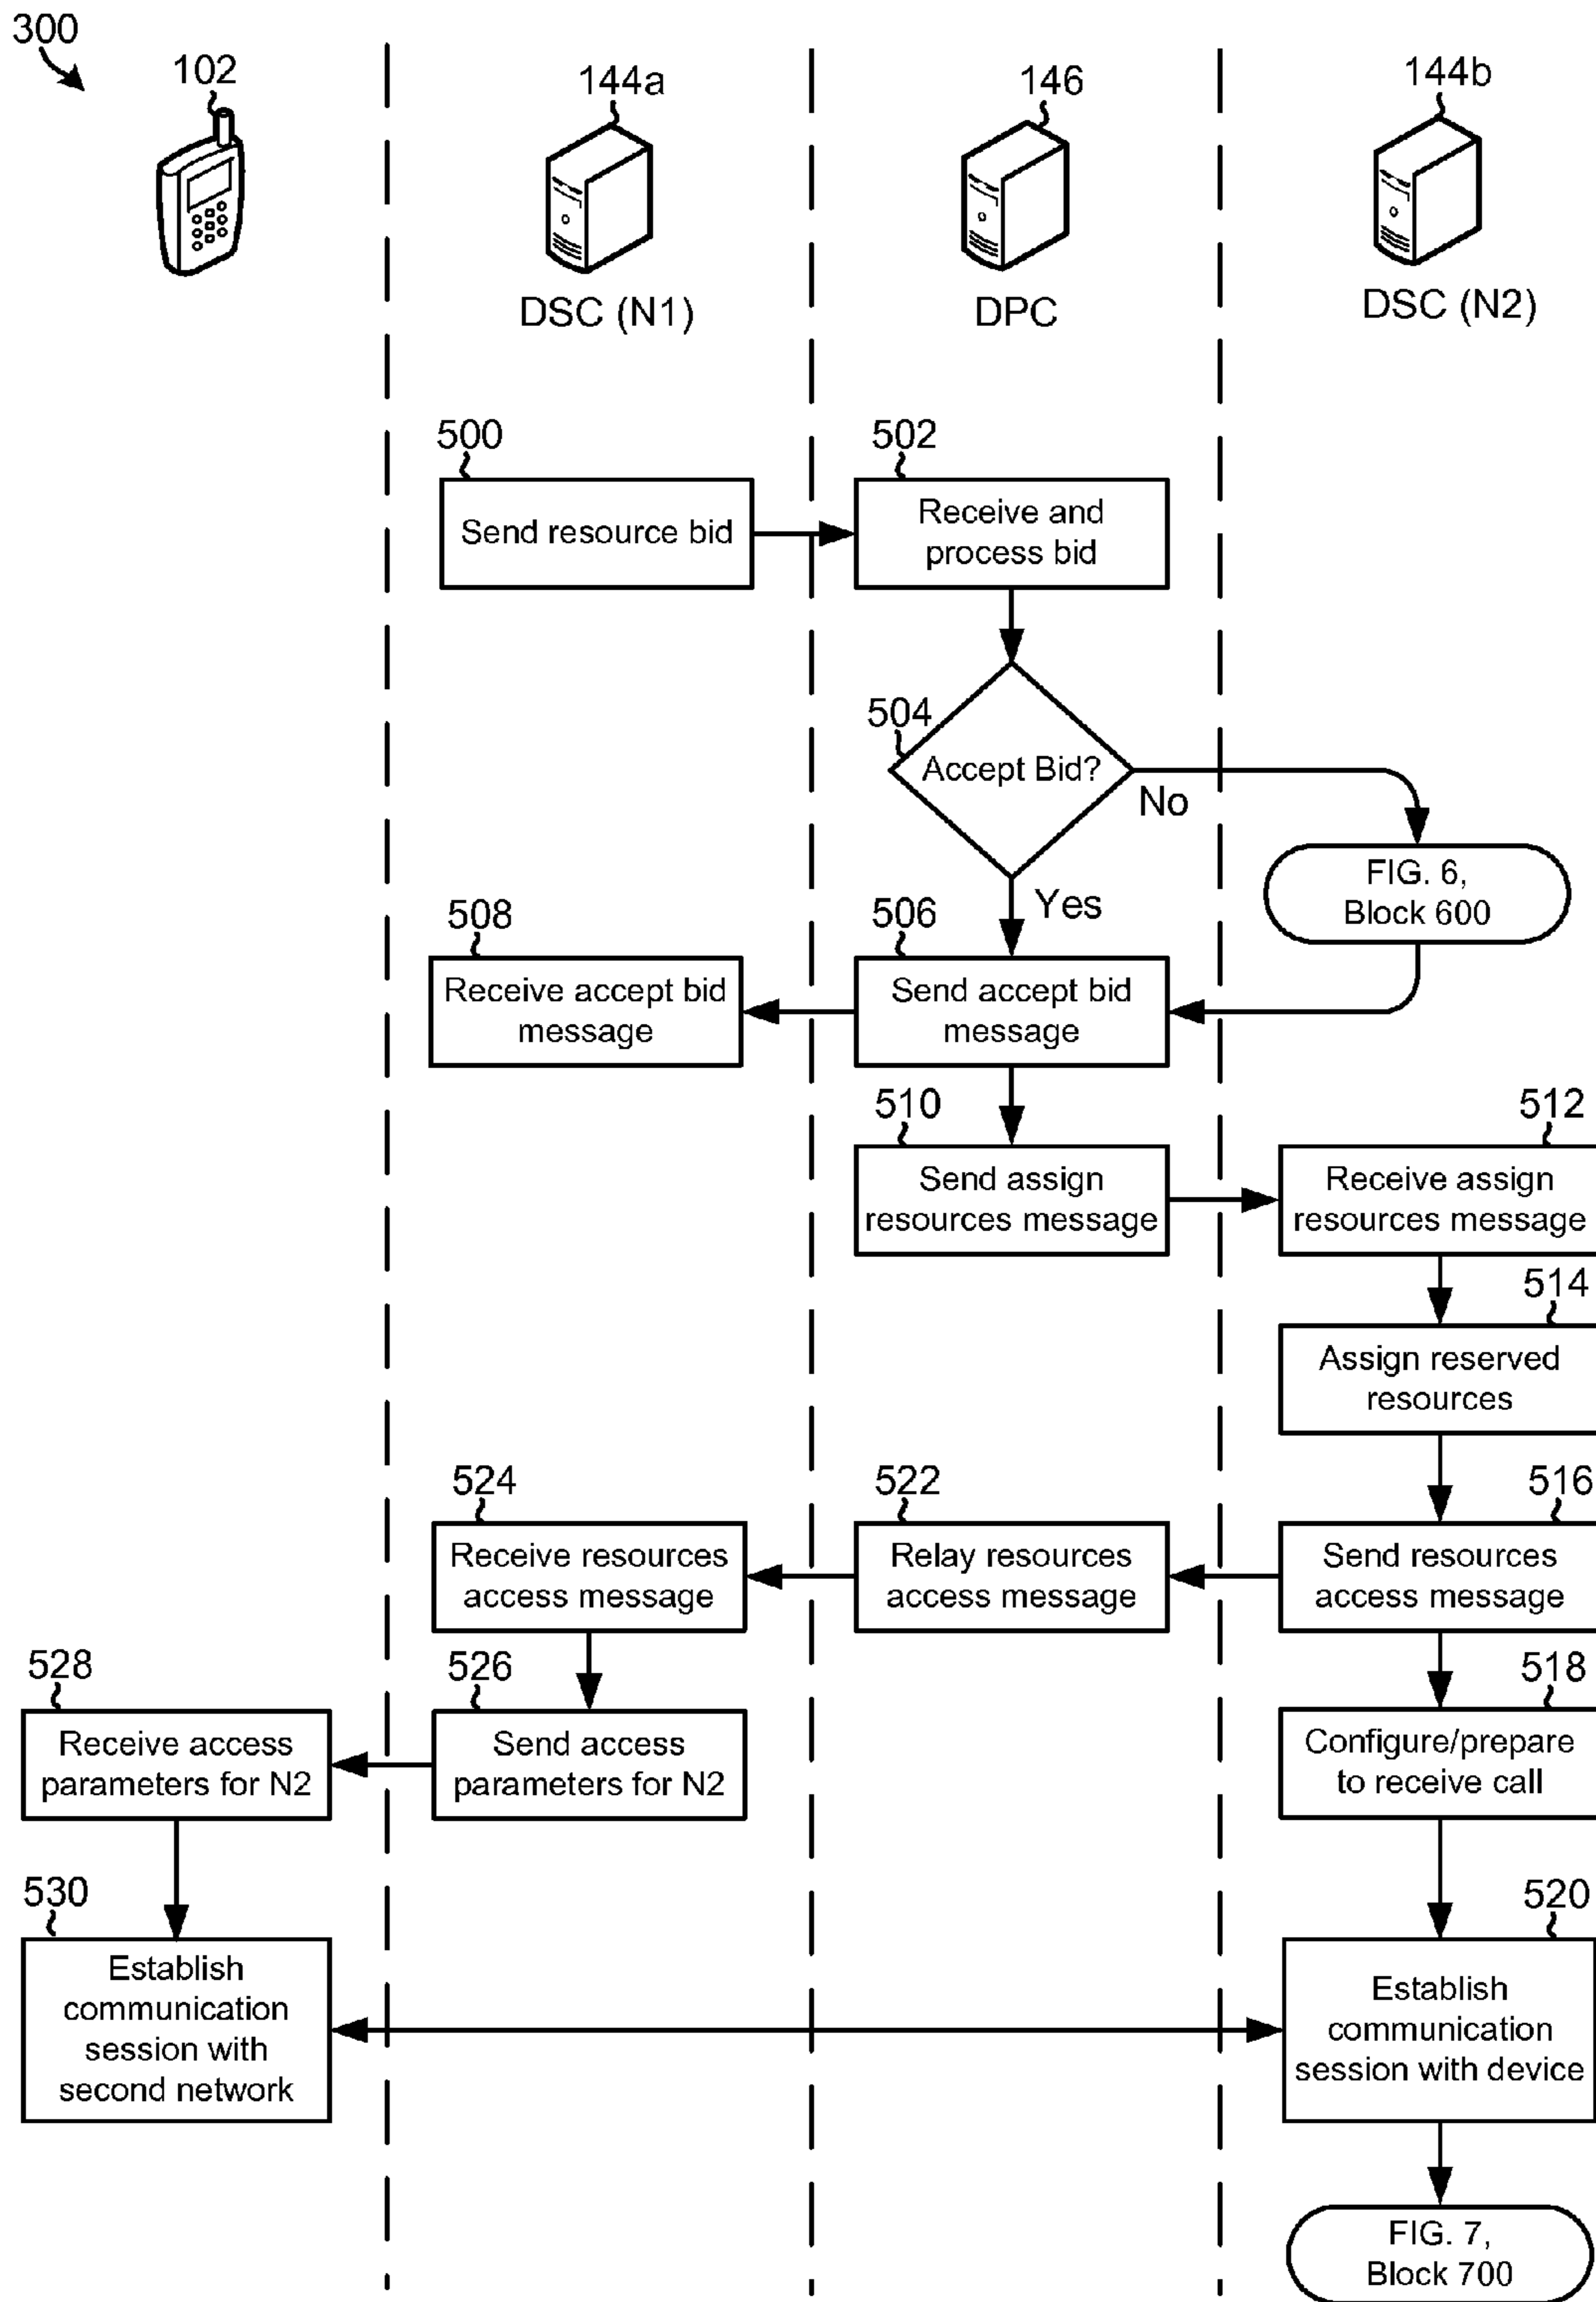 300
102
144a
146
144b
DSC (N1)
DPC
DSC (N2)
500
502
Send resource bid
Receive and
process bid
504
Accept Bid?
No
Yes
FIG. 6,
Block 600
508
506
Receive accept bid
message
Send accept bid
message
510
512
Send assign
resources message
Receive assign
resources message
514
Assign reserved
resources
524
522
516
Receive resources
access message
Relay resources
access message
Send resources
access message
528
526
518
Receive access
parameters for N2
Send access
parameters for N2
Configure/prepare
to receive call
530
520
Establish
communication
session with
second network
Establish
communication
session with device
FIG. 7,
Block 700